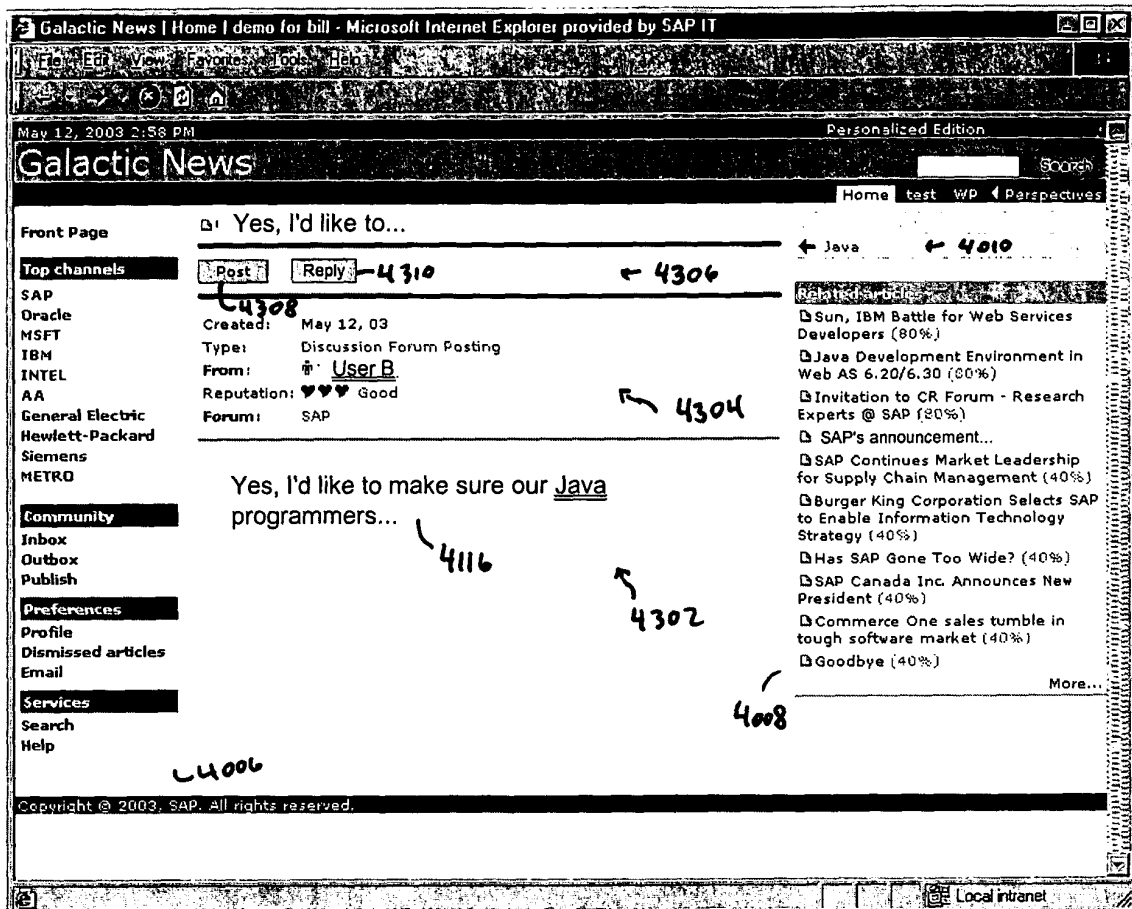 Galactic News | Home | demo for bill - Microsoft Internet Explorer provided by SAP IT
File Edit View Favorites Tools Help
May 12, 2003 2:58 PM
Personalized Edition
Galactic News
Search
Home test WP Perspectives
Front Page
Top channels
SAP
Oracle
MSFT
IBM
INTEL
AA
General Electric
Hewlett-Packard
Siemens
METRO
Community
Inbox
Outbox
Publish
Preferences
Profile
Dismissed articles
Email
Services
Search
Help
4006
Yes, I'd like to...
Post Reply 4310 ← 4306
4308
Created: May 12, 03
Type: Discussion Forum Posting
From: User B
Reputation: ♥♥♥ Good
Forum: SAP
4304
Yes, I'd like to make sure our Java
programmers...
4116
4302
← Java ← 4010
Related articles
Sun, IBM Battle for Web Services
Developers (80%)
Java Development Environment in
Web AS 6.20/6.30 (80%)
Invitation to CR Forum - Research
Experts @ SAP (80%)
SAP's announcement...
SAP Continues Market Leadership
for Supply Chain Management (40%)
Burger King Corporation Selects SAP
to Enable Information Technology
Strategy (40%)
Has SAP Gone Too Wide? (40%)
SAP Canada Inc. Announces New
President (40%)
Commerce One sales tumble in
tough software market (40%)
Goodbye (40%)
More...
4008
Copyright © 2003, SAP. All rights reserved.
Local intranet